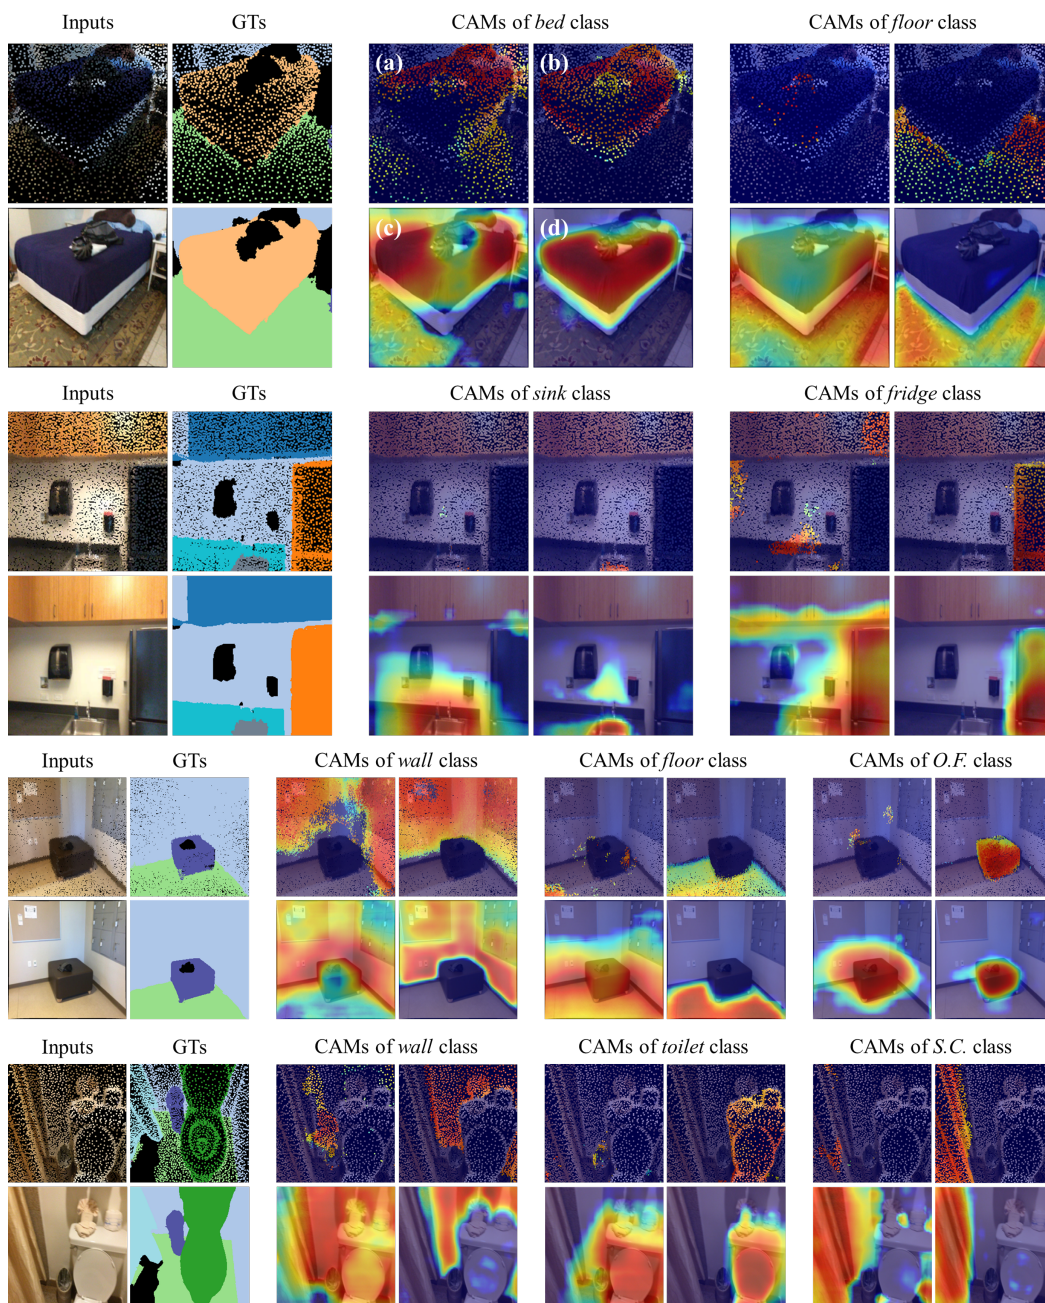 Inputs GTs CAMs of bed class CAMs of floor class
(a) (b)
(c) (d)
Inputs GTs CAMs of sink class CAMs of fridge class
Inputs GTs CAMs of wall class CAMs of floor class CAMs of O.F. class
Inputs GTs CAMs of wall class CAMs of toilet class CAMs of S.C. class